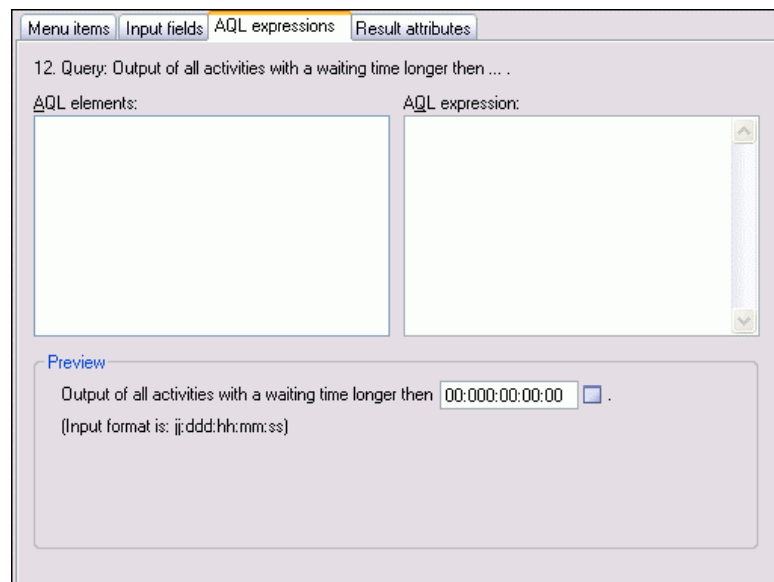 Menu items Input fields AQL expressions Result attributes
12. Query: Output of all activities with a waiting time longer then ... .
AQL elements: AQL expression:
Preview
Output of all activities with a waiting time longer then 00:000:00:00:00 .
(Input format is: jj:ddd:hh:mm:ss)